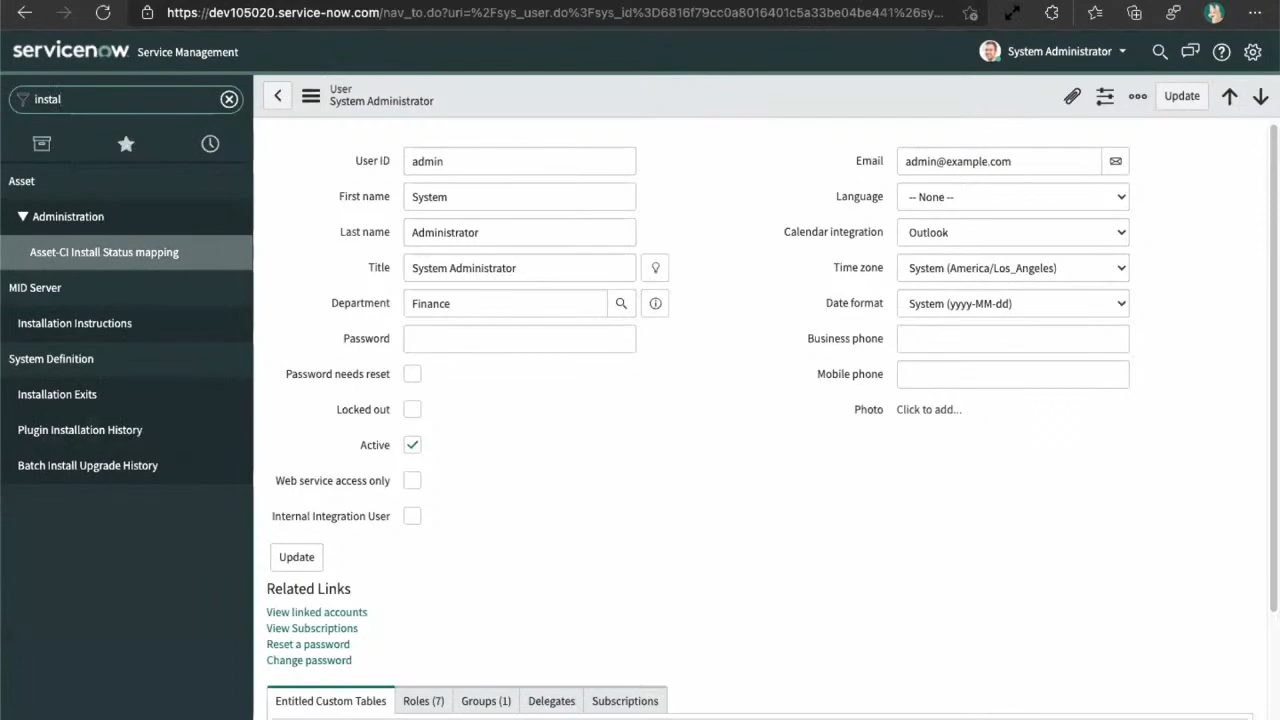 https://dev105020.service-now.com/nav_to.do?uri=%2Fsys_user.do%3Fsys_id%3D6816f79cc0a8016401c5a33be04be441%26sy...
servicenow Service Management
System Administrator
instal
User
System Administrator
Update
Asset
Administration
Asset-CI Install Status mapping
MID Server
Installation Instructions
System Definition
Installation Exits
Plugin Installation History
Batch Install Upgrade History
User ID admin
First name System
Last name Administrator
Title System Administrator
Department Finance
Password
Password needs reset
Locked out
Active
Web service access only
Internal Integration User
Email admin@example.com
Language -- None --
Calendar integration Outlook
Time zone System (America/Los_Angeles)
Date format System (yyyy-MM-dd)
Business phone
Mobile phone
Photo Click to add...
Update
Related Links
View linked accounts
View Subscriptions
Reset a password
Change password
Entitled Custom Tables Roles (7) Groups (1) Delegates Subscriptions